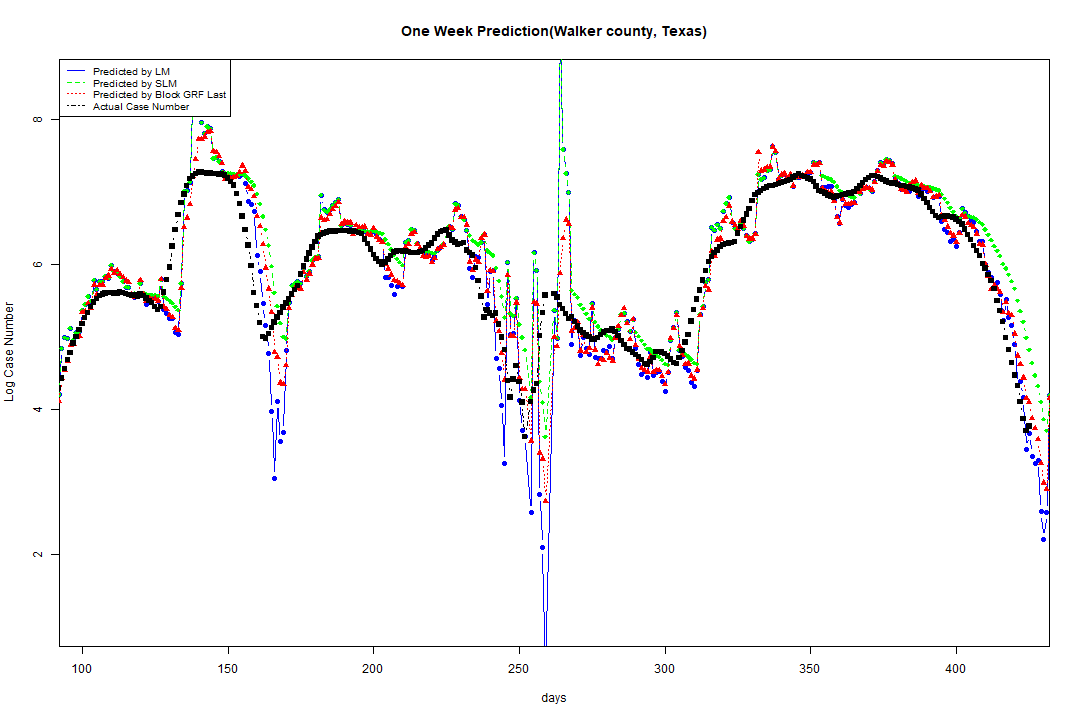 One Week Prediction(Walker county, Texas)
Predicted by LM
Predicted by SLM
Predicted by Block GRF Last
Actual Case Number
8
6
4
2
Log Case Number
100 150 200 250 300 350 400
days